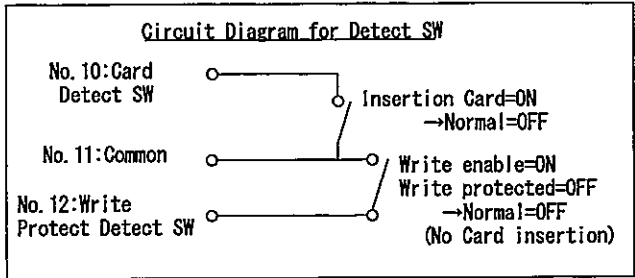 Circuit Diagram for Detect SW
No. 10:Card
Detect SW
Insertion Card=ON
→Normal=OFF
No. 11:Common
Write enable=ON
Write protected=OFF
→Normal=OFF
(No Card insertion)
No. 12:Write
Protect Detect SW